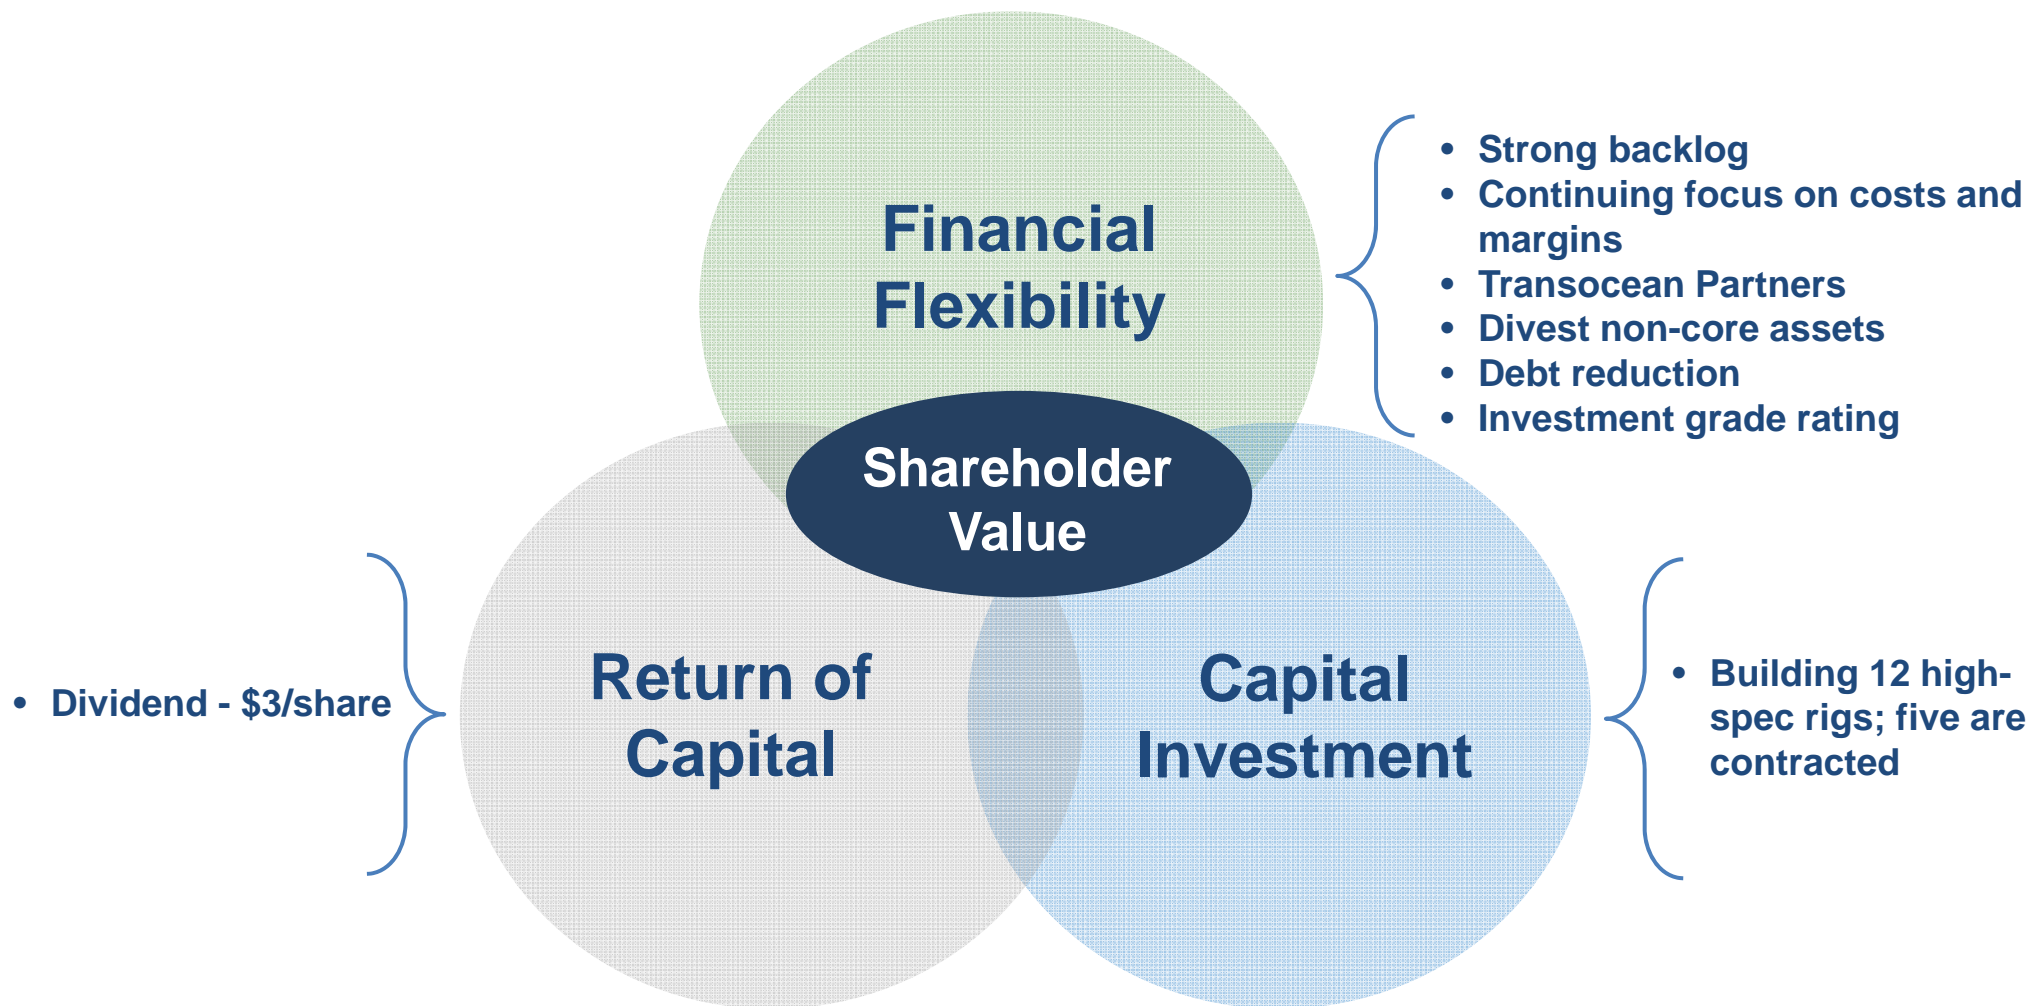 Financial
Flexibility
• Strong backlog
• Continuing focus on costs and
margins
• Transocean Partners
• Divest non-core assets
• Debt reduction
• Investment grade rating
Shareholder
Value
• Dividend - $3/share
Return of
Capital
Capital
Investment
• Building 12 high-
spec rigs; five are
contracted